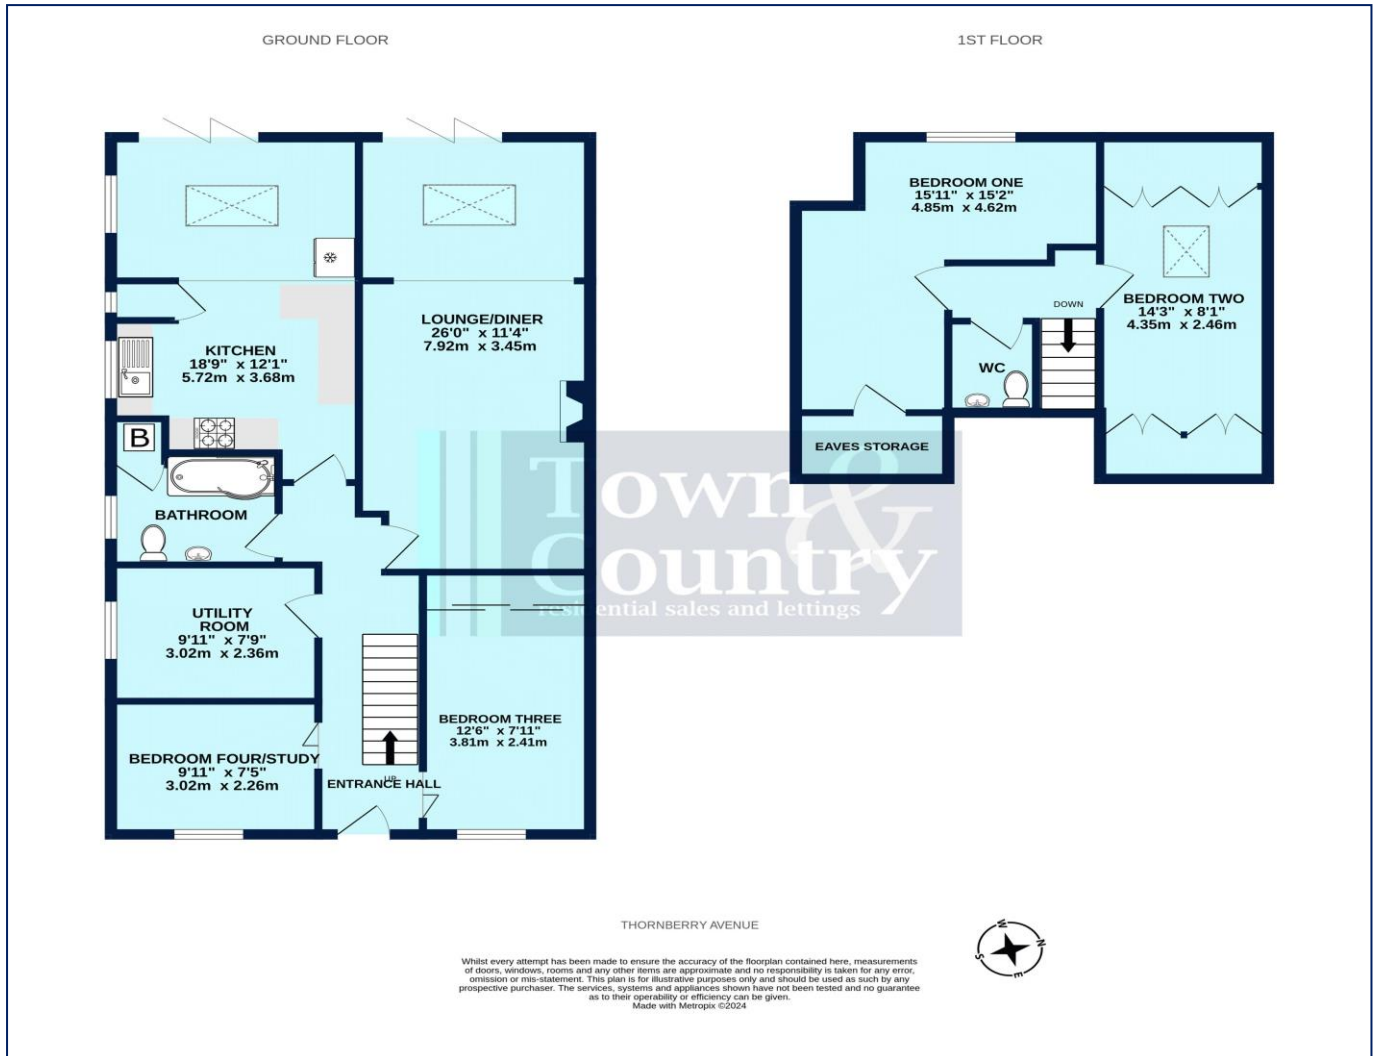 GROUND FLOOR
1ST FLOOR
KITCHEN
18'9" x 12'1"
5.72m x 3.68m
LOUNGE/DINER
26'0" x 11'4"
7.92m x 3.45m
B
BATHROOM
UTILITY
ROOM
9'11" x 7'9"
3.02m x 2.36m
BEDROOM FOUR/STUDY
9'11" x 7'5"
3.02m x 2.26m
UP
ENTRANCE HALL
BEDROOM THREE
12'6" x 7'11"
3.81m x 2.41m
BEDROOM ONE
15'11" x 15'2"
4.85m x 4.62m
DOWN
BEDROOM TWO
14'3" x 8'1"
4.35m x 2.46m
WC
EAVES STORAGE
Town &
Country
residential sales and lettings
THORNBERRY AVENUE
Whilst every attempt has been made to ensure the accuracy of the floorplan contained here, measurements
of doors, windows, rooms and any other items are approximate and no responsibility is taken for any error,
omission or mis-statement. This plan is for illustrative purposes only and should be used as such by any
prospective purchaser. The services, systems and appliances shown have not been tested and no guarantee
as to their operability or efficiency can be given.
Made with Metropix ©2024
W
N
S
E